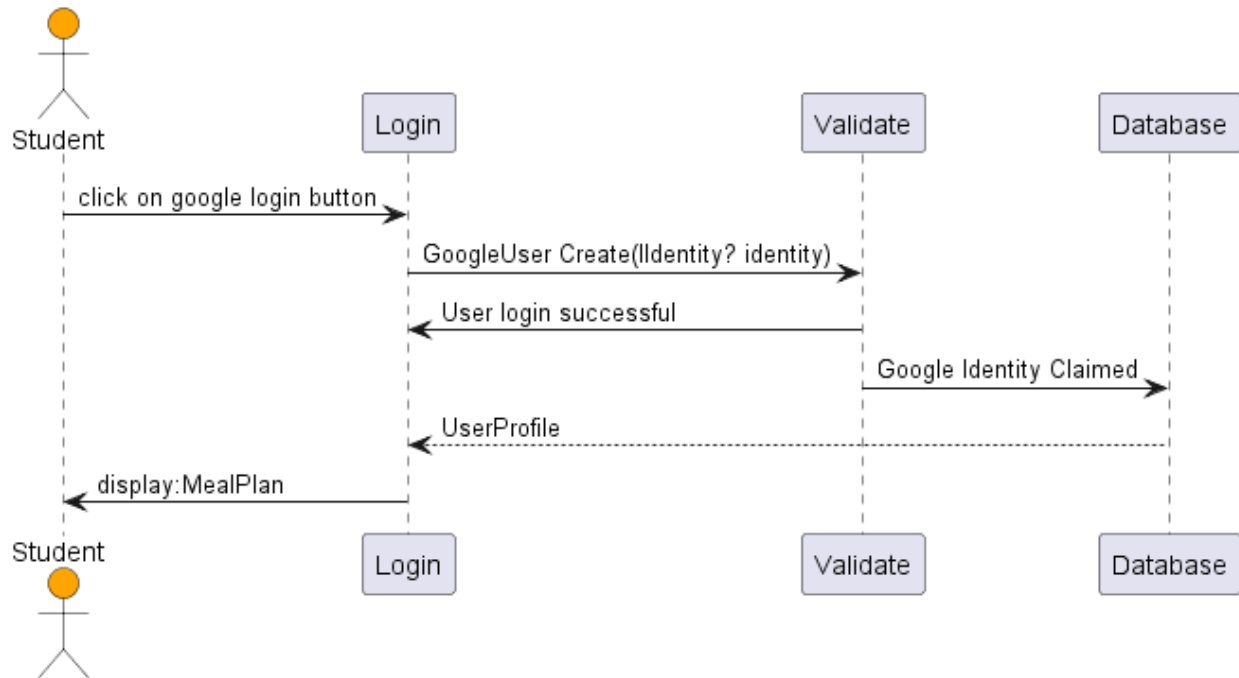 Student
Login
Validate
Database
click on google login button
GoogleUser Create(IIdentity? identity)
User login successful
Google Identity Claimed
UserProfile
display:MealPlan
Student
Login
Validate
Database